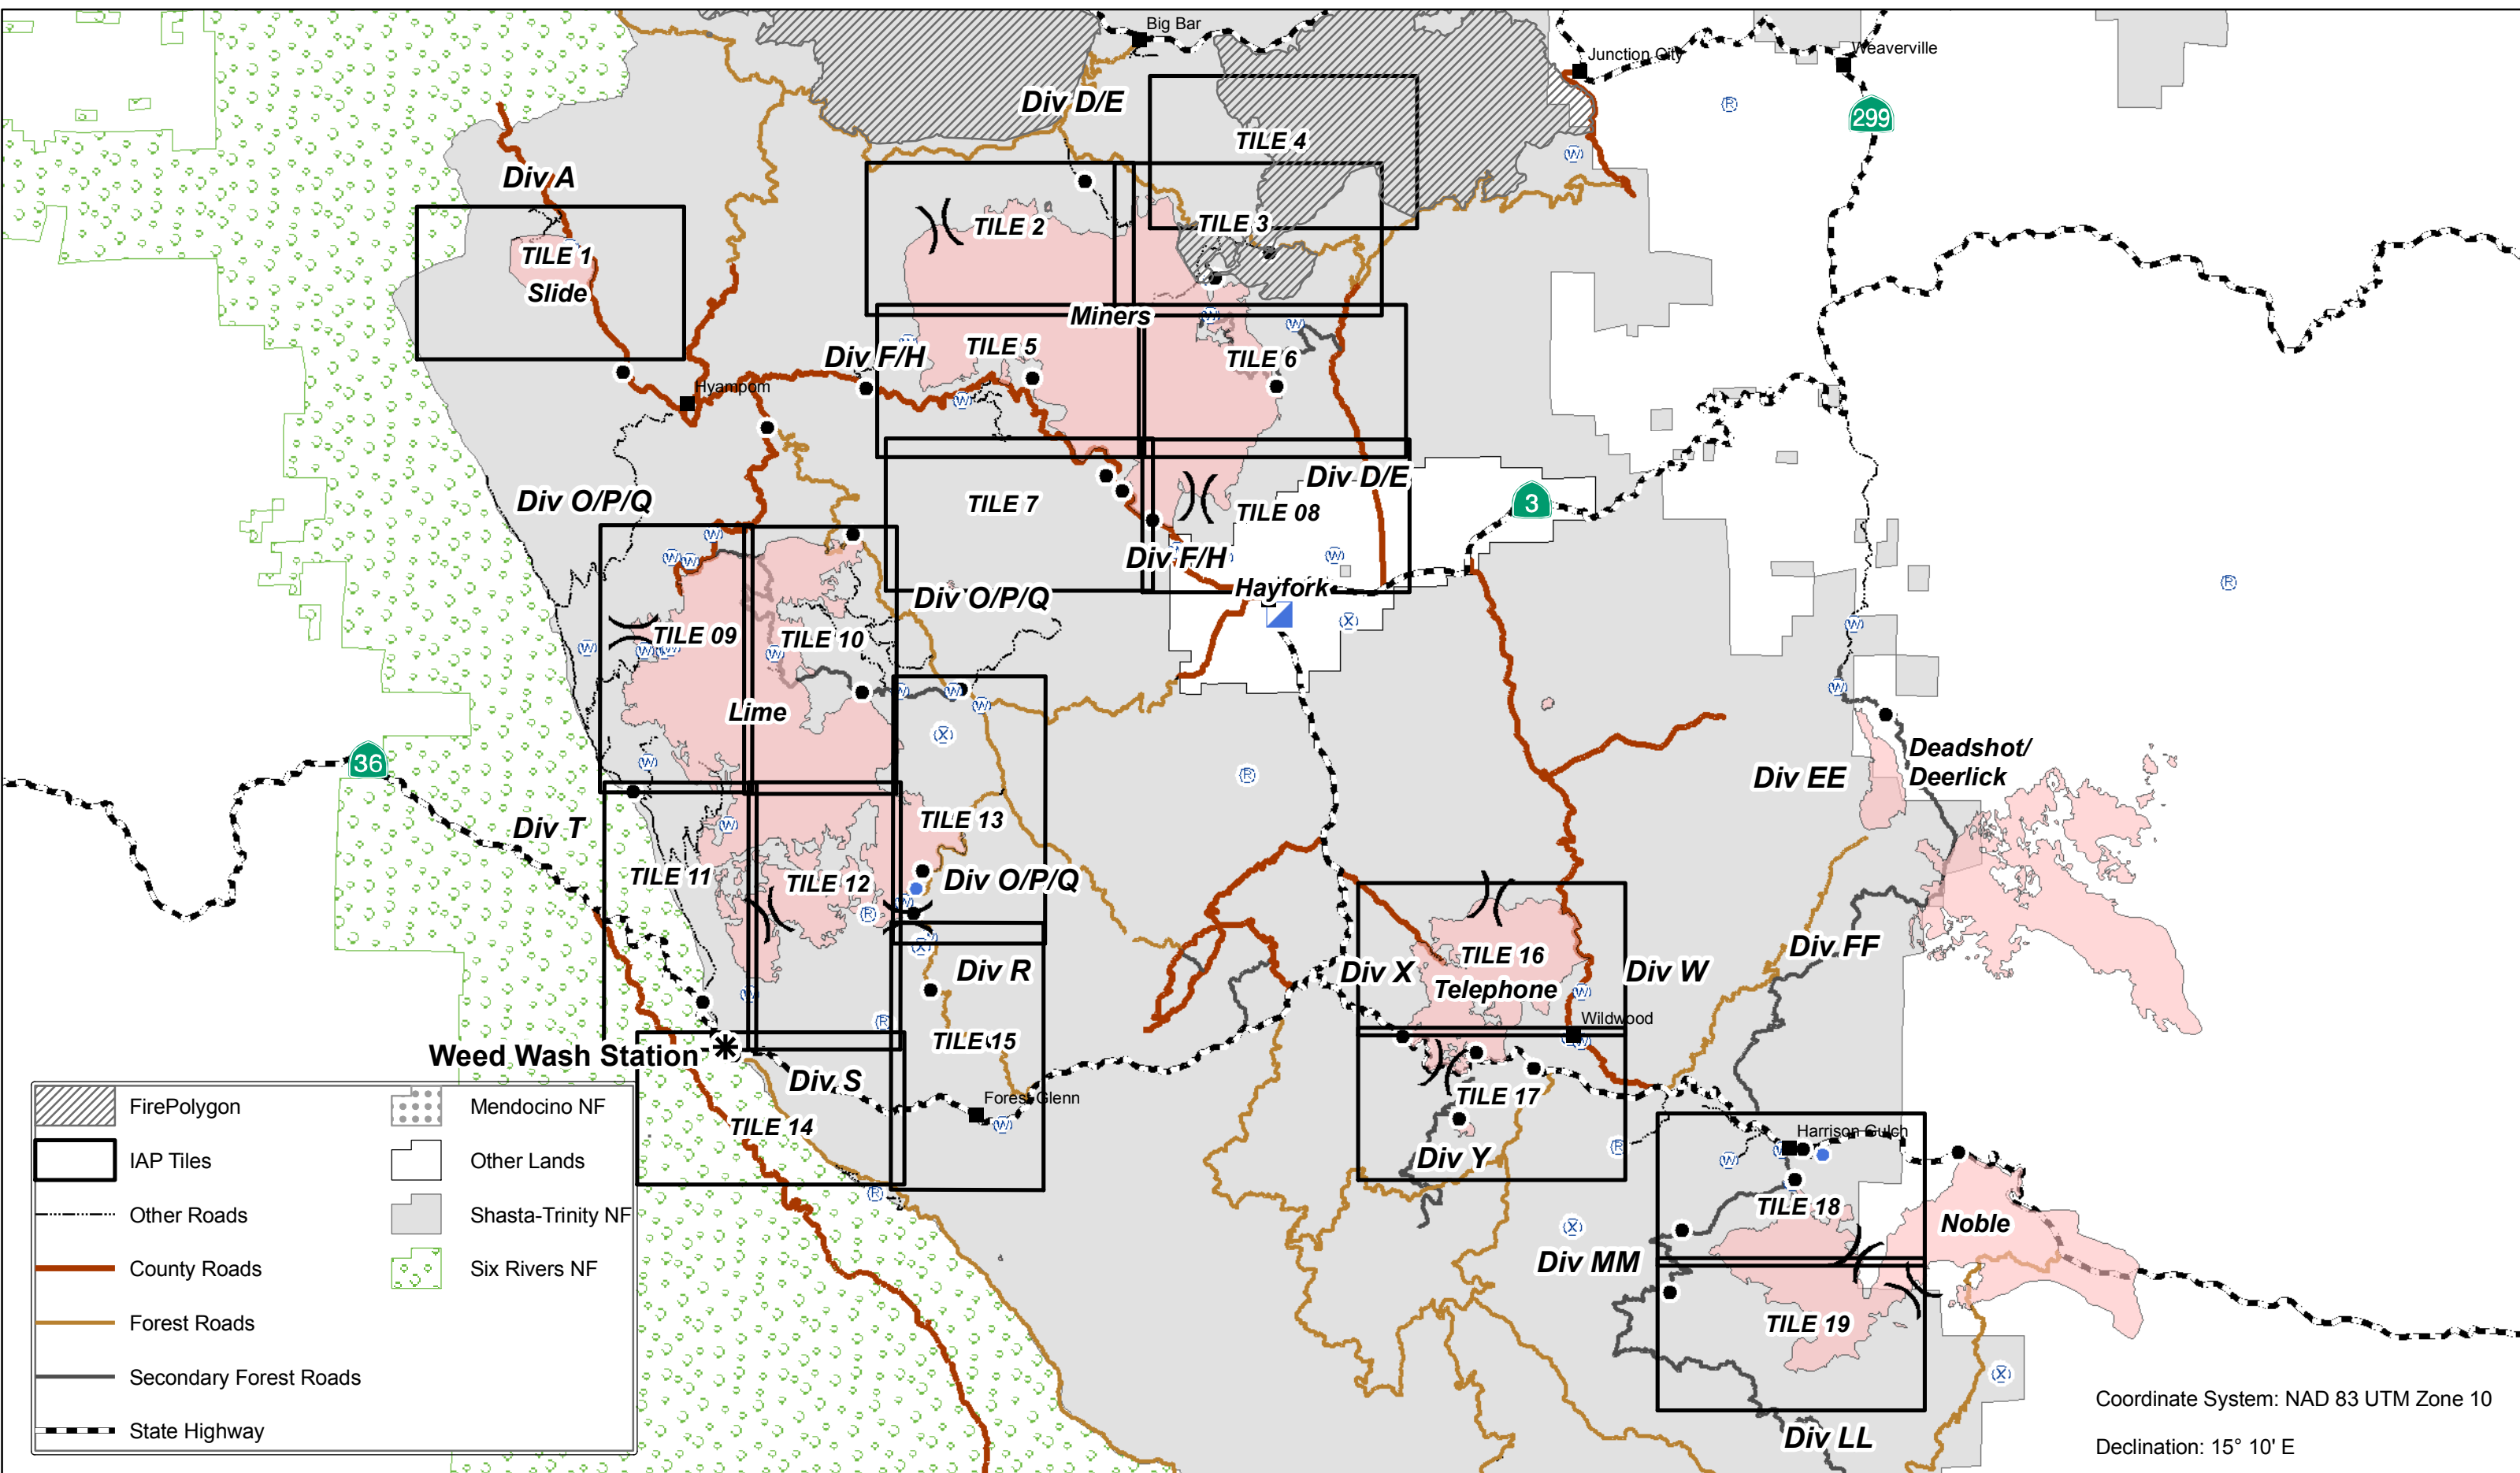 Big Bar
Junction City
Weaverville
299
Div D/E
TILE 4
Div A
TILE 1
Slide
TILE 2
TILE 3
Miners
Div F/H
TILE 5
TILE 6
Hyampom
Div O/P/Q
TILE 7
Div D/E
TILE 08
3
Div F/H
Hayfork
Div O/P/Q
TILE 09
TILE 10
Lime
36
Div T
TILE 13
Deadshot/
Deerlick
Div EE
TILE 11
TILE 12
Div O/P/Q
Div R
Div X
TILE 16
Telephone
Div W
Div FF
Wildwood
Weed Wash Station
TILE 15
Div S
Forest Glenn
TILE 14
TILE 17
Div Y
Harrison Gulch
TILE 18
Noble
Div MM
TILE 19
Div LL
FirePolygon
IAP Tiles
Other Roads
County Roads
Forest Roads
Secondary Forest Roads
State Highway
Mendocino NF
Other Lands
Shasta-Trinity NF
Six Rivers NF
Coordinate System: NAD 83 UTM Zone 10
Declination: 15° 10' E